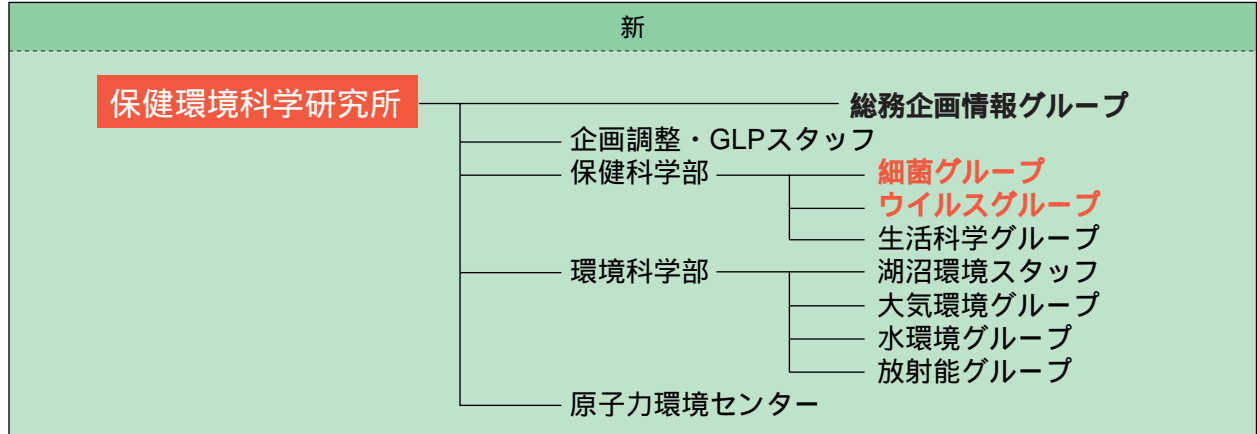 新
保健環境科学研究所
総務企画情報グループ
企画調整・GLPスタッフ
保健科学部
細菌グループ
ウイルスグループ
生活科学グループ
環境科学部
湖沼環境スタッフ
大気環境グループ
水環境グループ
放射能グループ
原子力環境センター